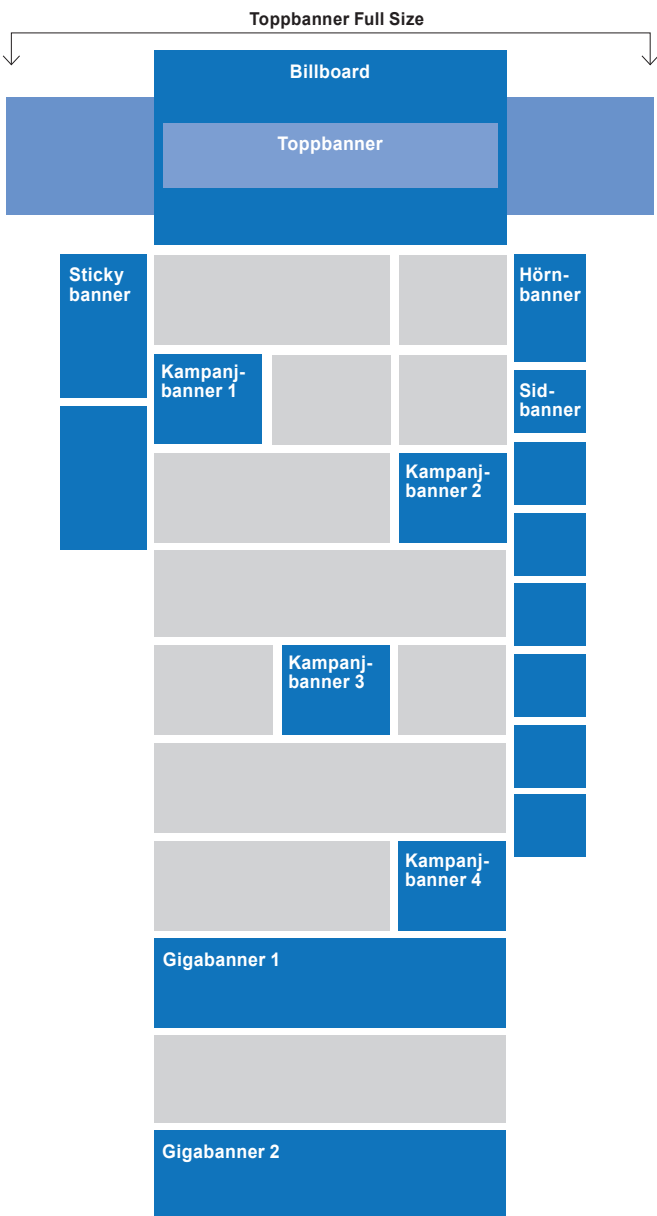 Toppbanner Full Size
Billboard
Toppbanner
Sticky
banner
Hörn-
banner
Kampanj-
banner 1
Sid-
banner
Kampanj-
banner 2
Kampanj-
banner 3
Kampanj-
banner 4
Gigabanner 1
Gigabanner 2